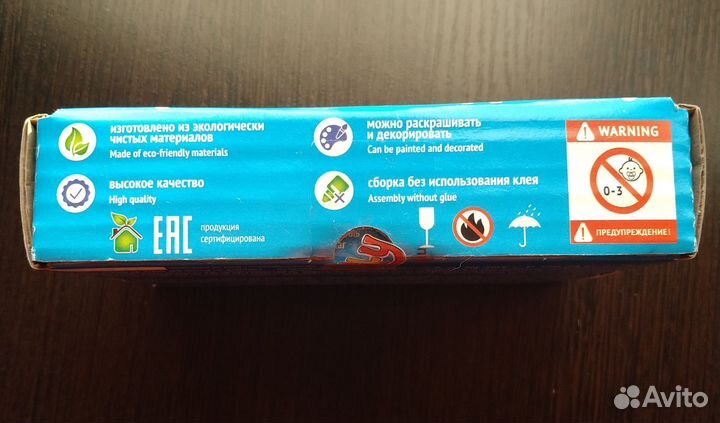 изготовлено из экологически
чистых материалов
Made of eco-friendly materials
можно раскрашивать
и декорировать
Can be painted and decorated
высокое качество
High quality
сборка без использования клея
Assembly without glue
EAC
продукция
сертифицирована
WARNING
0-3
ПРЕДУПРЕЖДЕНИЕ!
Avito